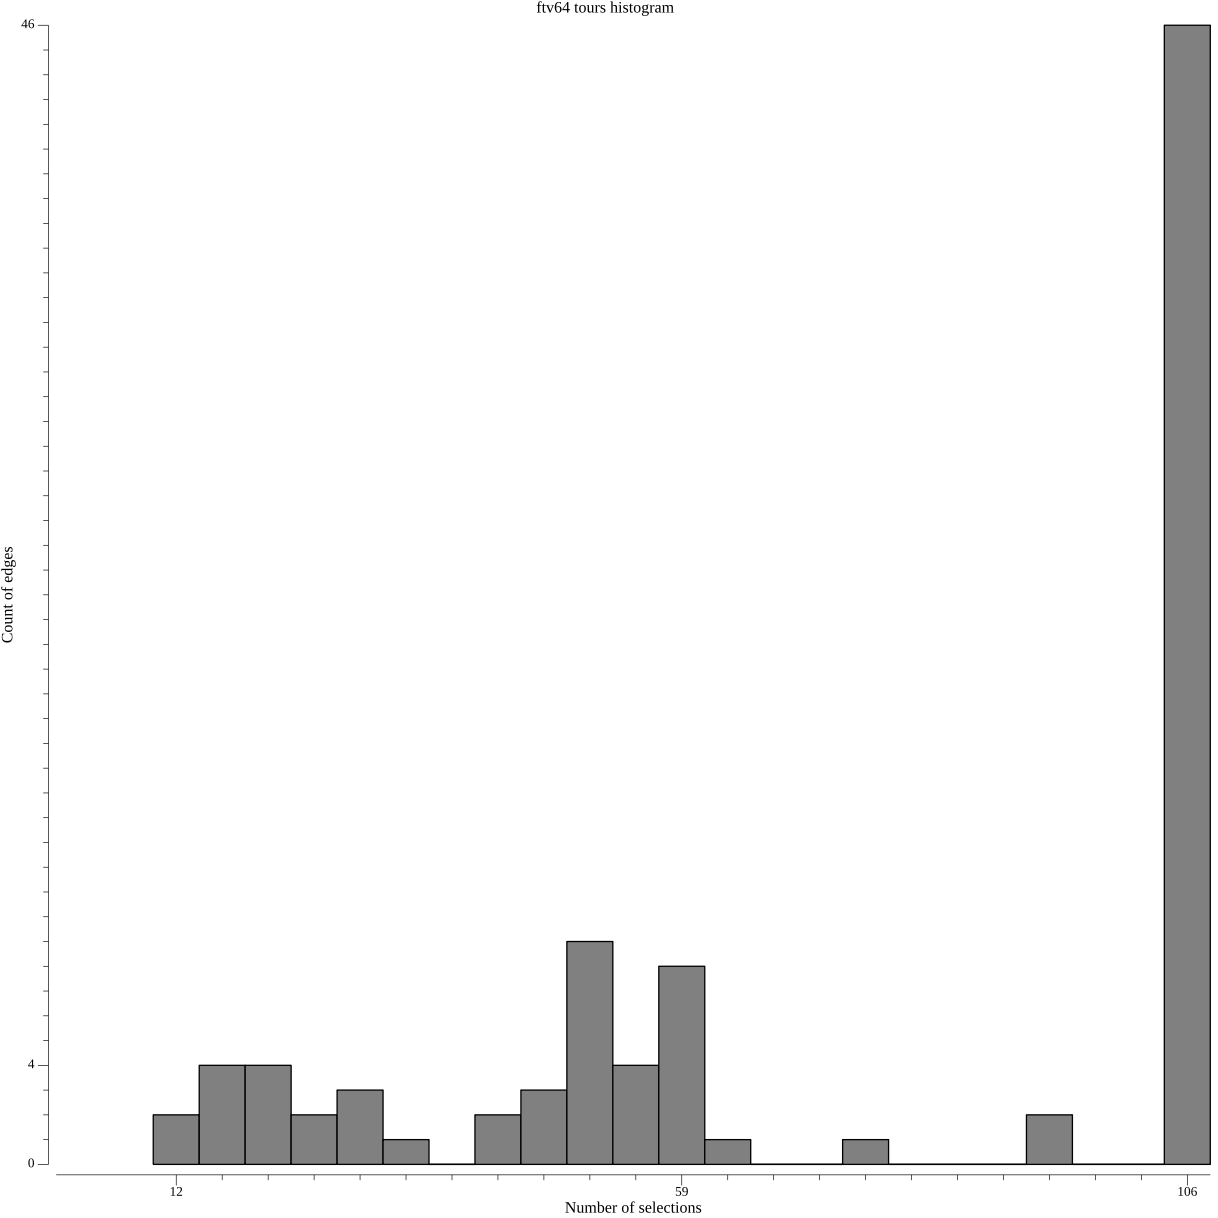 ftv64 tours histogram
46
Count of edges
4
0
12 59 106
Number of selections